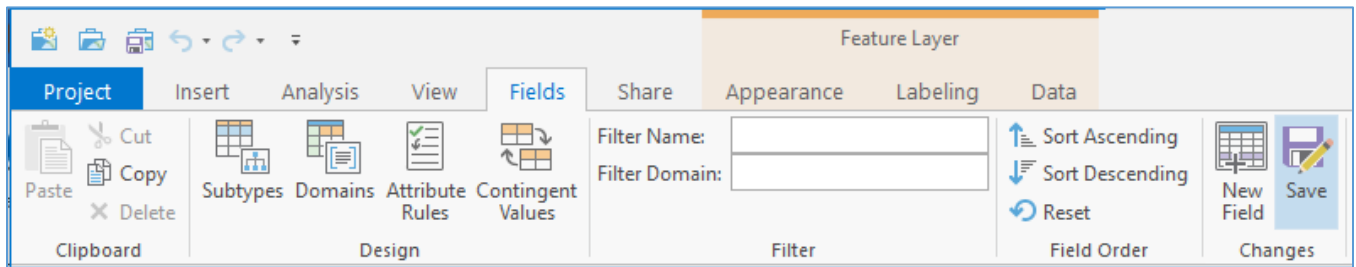 Feature Layer
Project Insert Analysis View Fields Share Appearance Labeling Data
Paste
Cut
Copy
Delete
Clipboard
Subtypes
Domains
Attribute
Rules
Contingent
Values
Design
Filter Name:
Filter Domain:
Filter
Sort Ascending
Sort Descending
Reset
Field Order
New
Field
Save
Changes